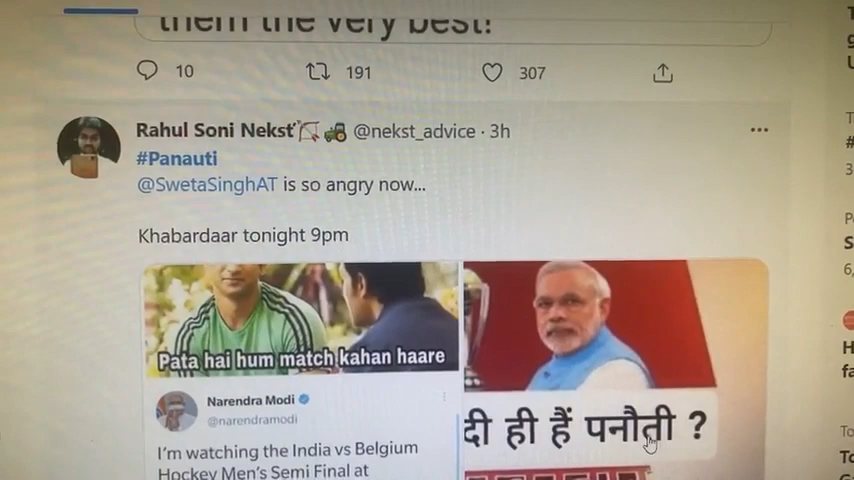 them the very best!
10 191 307
Rahul Soni Nekst @nekst_advice · 3h
#Panauti
@SwetaSinghAT is so angry now...
Khabardaar tonight 9pm
Pata hai hum match kahan haare
Narendra Modi
@narendramodi
I'm watching the India vs Belgium
Hockey Men's Semi Final at
दी ही हैं पनौती ?